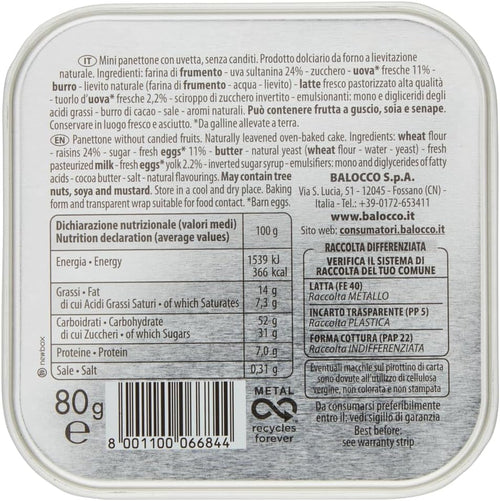 IT Mini panettone con uvetta, senza canditi. Prodotto dolciario da forno a lievitazione
naturale. Ingredienti: farina di frumento - uva sultanina 24% - zucchero - uova* fresche 11% -
burro - lievito naturale (farina di frumento - acqua - lievito) - latte fresco pastorizzato alta qualità
- tuorlo d'uova* fresche 2,2% - sciroppo di zucchero invertito - emulsionanti: mono e digliceridi degli
acidi grassi - burro di cacao - sale - aromi naturali. Può contenere frutta a guscio, soia e senape.
Conservare in luogo fresco e asciutto. *Da galline allevate a terra.
EN Panettone without candied fruits. Naturally leavened oven-baked cake. Ingredients: wheat flour
- raisins 24% - sugar - fresh eggs* 11% - butter - natural yeast (wheat flour - water - yeast) - fresh
pasteurized milk - fresh eggs* yolk 2.2% - inverted sugar syrup - emulsifiers: mono and diglycerides of fatty
acids - cocoa butter - salt - natural flavourings. May contain tree
nuts, soya and mustard. Store in a cool and dry place. Baking
form and transparent wrap suitable for food contact. *Barn eggs.
BALOCCO S.p.A.
Via S. Lucia, 51 - 12045 - Fossano (CN) -
Italia - Tel. +39-0172-653411
www.balocco.it
Sito web: consumatori.balocco.it
Dichiarazione nutrizionale (valori medi)
Nutrition declaration (average values)
100 g
Energia • Energy
1539 kJ
366 kcal
Grassi • Fat
14 g
di cui Acidi Grassi Saturi • of which Saturates
7,3 g
Carboidrati • Carbohydrate
52 g
di cui Zuccheri • of which Sugars
31 g
Proteine • Protein
7,0 g
Sale • Salt
0,31 g
RACCOLTA DIFFERENZIATA
VERIFICA IL SISTEMA DI
RACCOLTA DEL TUO COMUNE
LATTA (FE 40)
Raccolta METALLO
INCARTO TRASPARENTE (PP 5)
Raccolta PLASTICA
FORMA COTTURA (PAP 22)
Raccolta INDIFFERENZIATA
Eventuali macchie sul pirottino di carta
sono dovute all'utilizzo di cellulosa
vergine, non colorata e non stampata.
Da consumarsi preferibilmente
entro il: vedi sigillo di garanzia
Best before:
see warranty strip
newbox
80 g
e
8 001100 066844
METAL
recycles
forever